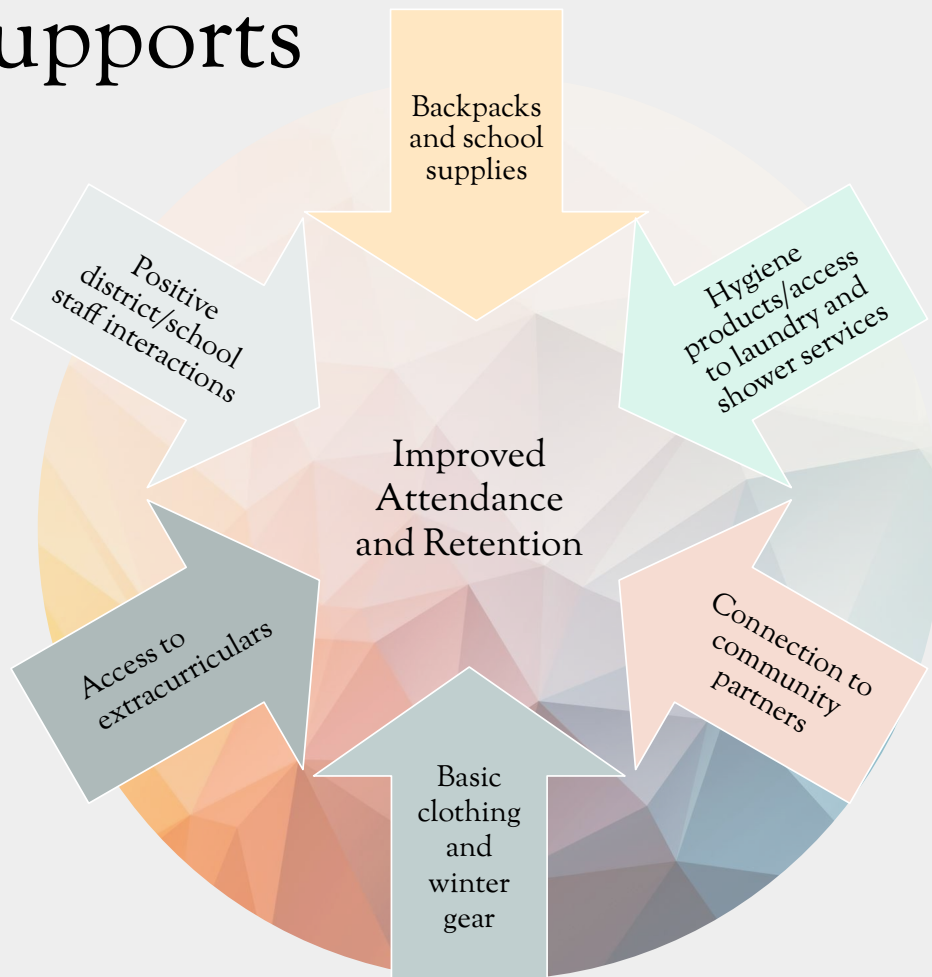 upports
Backpacks
and school
supplies
Positive
district/school
staff interactions
Hygiene
products/access
to laundry and
shower services
Improved
Attendance
and Retention
Access to
extracurriculars
Connection to
community
partners
Basic
clothing
and
winter
gear